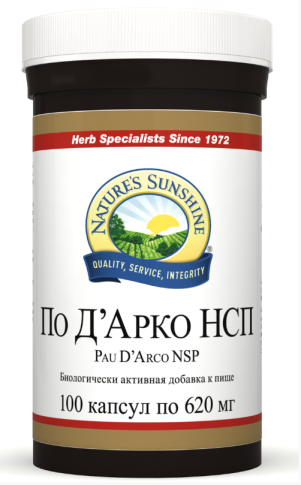 Herb Specialists Since 1972
NATURE'S SUNSHINE
®
QUALITY, SERVICE, INTEGRITY
По Д'Арко НСП
Pau D'Arco NSP
Биологически активная добавка к пище
100 капсул по 620 мг